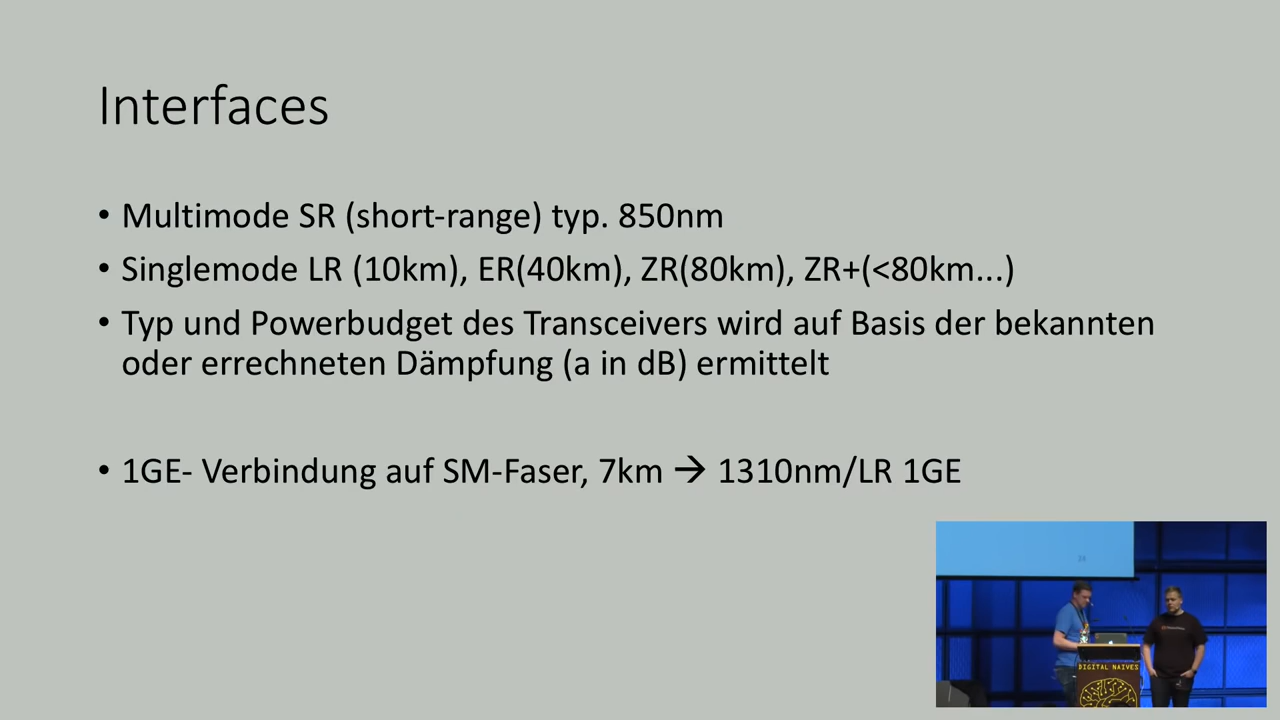 Interfaces
• Multimode SR (short-range) typ. 850nm
• Singlemode LR (10km), ER(40km), ZR(80km), ZR+(<80km...)
• Typ und Powerbudget des Transceivers wird auf Basis der bekannten
oder errechneten Dämpfung (a in dB) ermittelt
• 1GE- Verbindung auf SM-Faser, 7km → 1310nm/LR 1GE
DIGITAL NAIVES